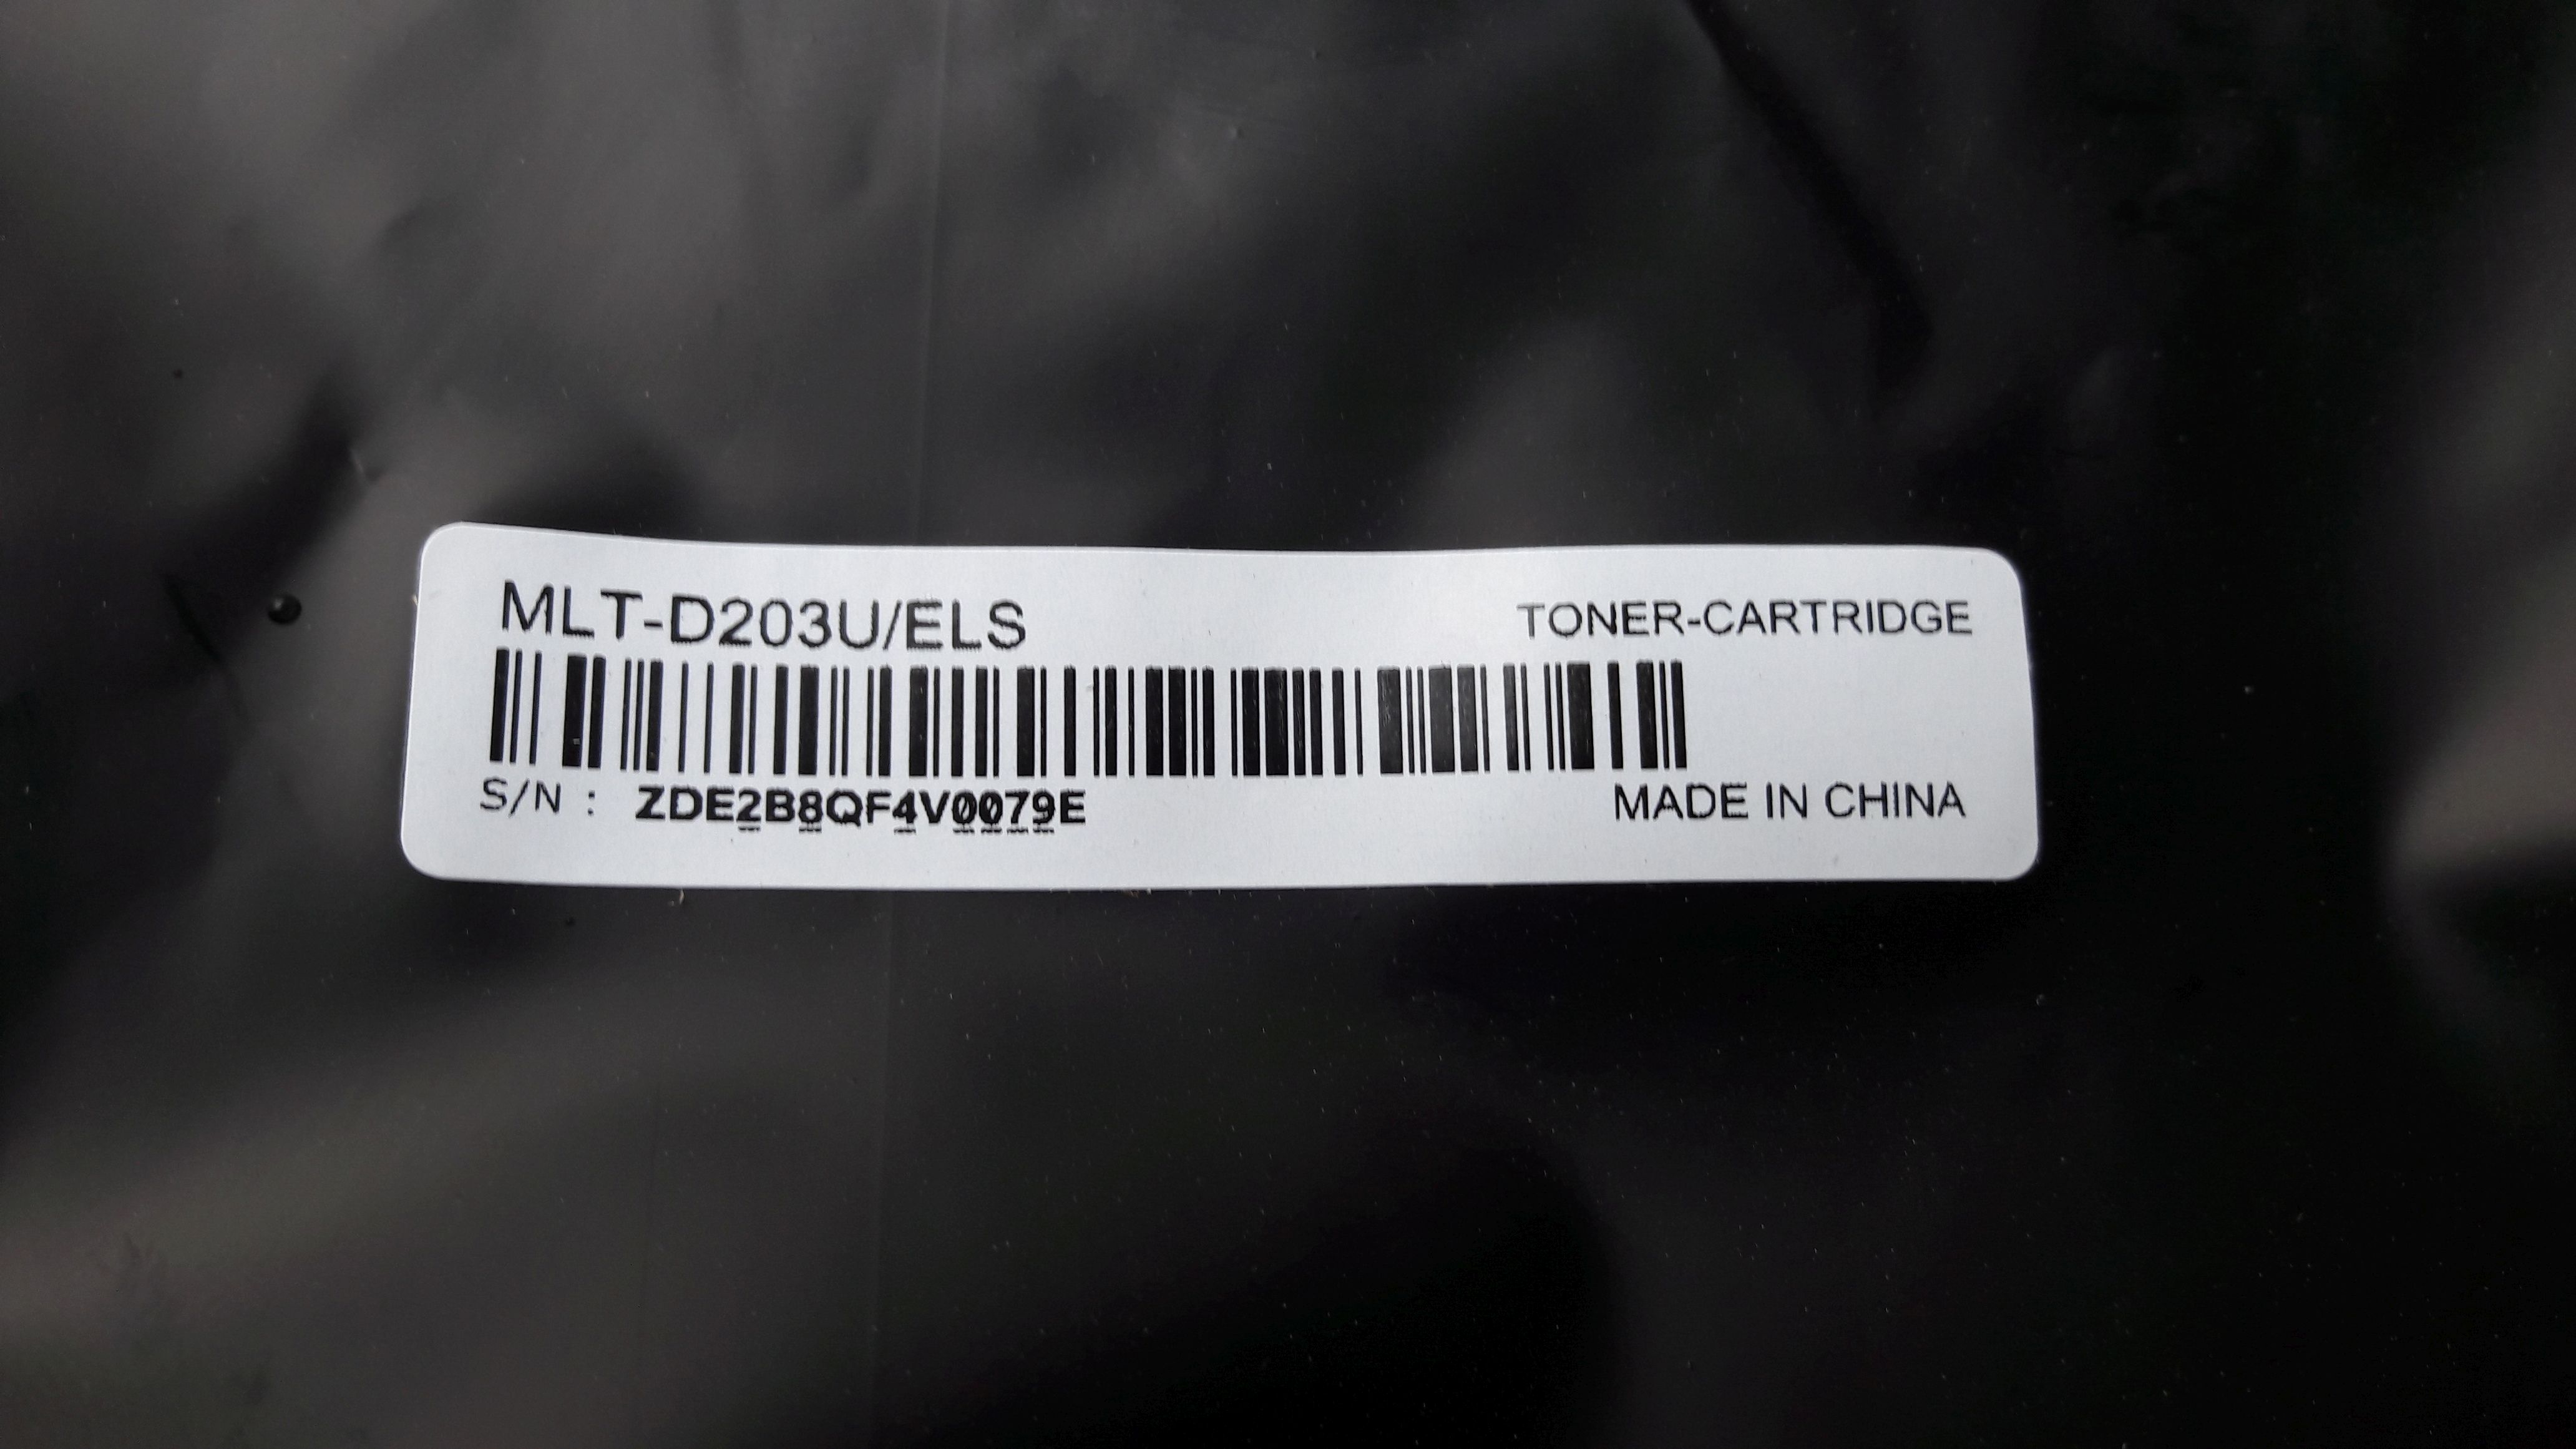 MLT-D203U/ELS
TONER-CARTRIDGE
S/N : ZDE2B8QF4V0079E
MADE IN CHINA